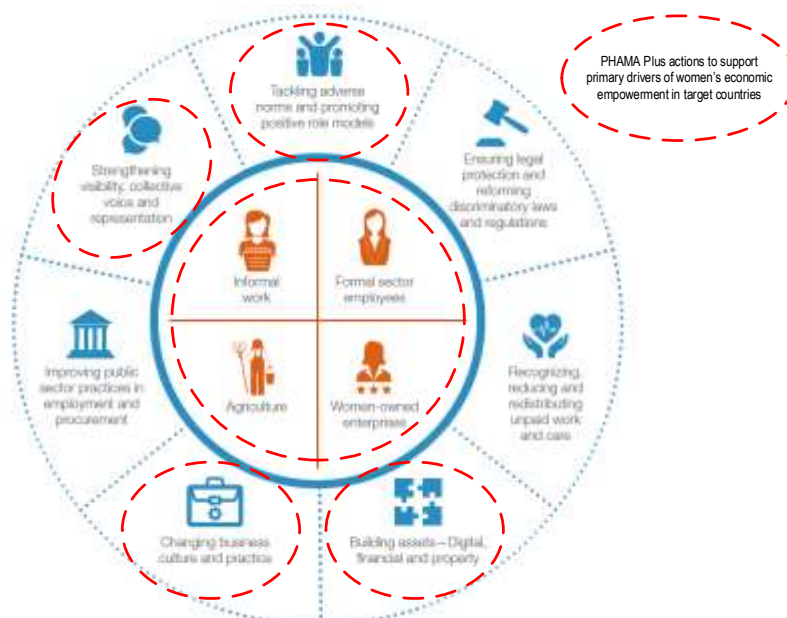 PHAMA Plus actions to support
primary drivers of women's economic
empowerment in target countries
Tackling adverse
norms and promoting
positive role models
Ensuring legal
protection and
reforming
discriminatory laws
and regulations
Recognizing,
reducing and
redistributing
unpaid work
and care
Building assets—Digital,
financial and property
Changing business
culture and practice
Improving public
sector practices in
employment and
procurement
Strengthening
visibility, collective
voice and
representation
Informal
work
Formal sector
employees
Agriculture
Women-owned
enterprises